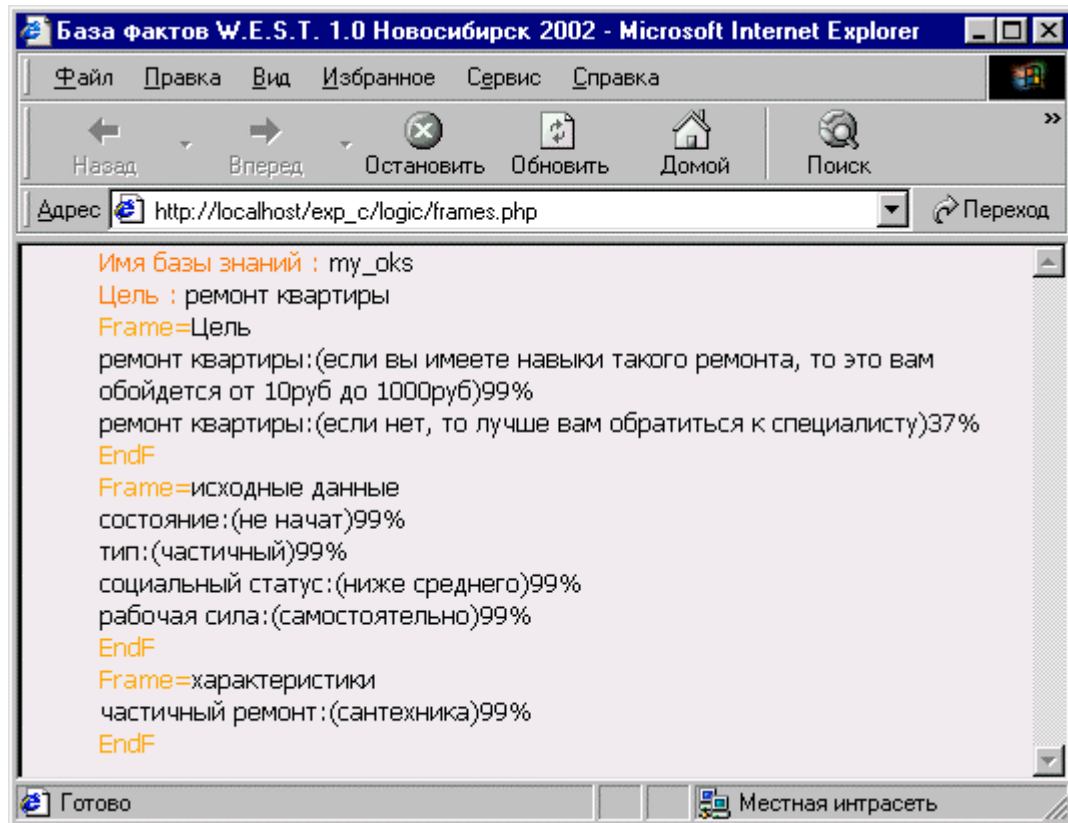 База фактов W.E.S.T. 1.0 Новосибирск 2002 - Microsoft Internet Explorer
Файл Правка Вид Избранное Сервис Справка
Назад Вперед Остановить Обновить Домой Поиск »
Адрес http://localhost/exp_c/logic/frames.php Переход
Имя базы знаний : my_oks
Цель : ремонт квартиры
Frame=Цель
ремонт квартиры:(если вы имеете навыки такого ремонта, то это вам
обойдется от 10руб до 1000руб)99%
ремонт квартиры:(если нет, то лучше вам обратиться к специалисту)37%
EndF
Frame=исходные данные
состояние:(не начат)99%
тип:(частичный)99%
социальный статус:(ниже среднего)99%
рабочая сила:(самостоятельно)99%
EndF
Frame=характеристики
частичный ремонт:(сантехника)99%
EndF
Готово Местная интрасеть